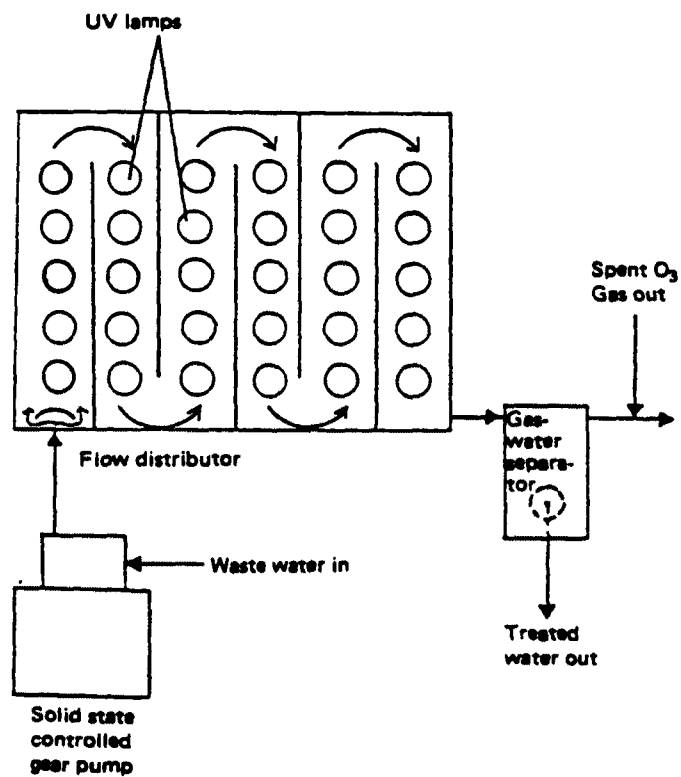 UV lamps
Spent O3
Gas out
Gas-
water
separa-
tor
Flow distributor
Waste water in
Treated
water out
Solid state
controlled
gear pump